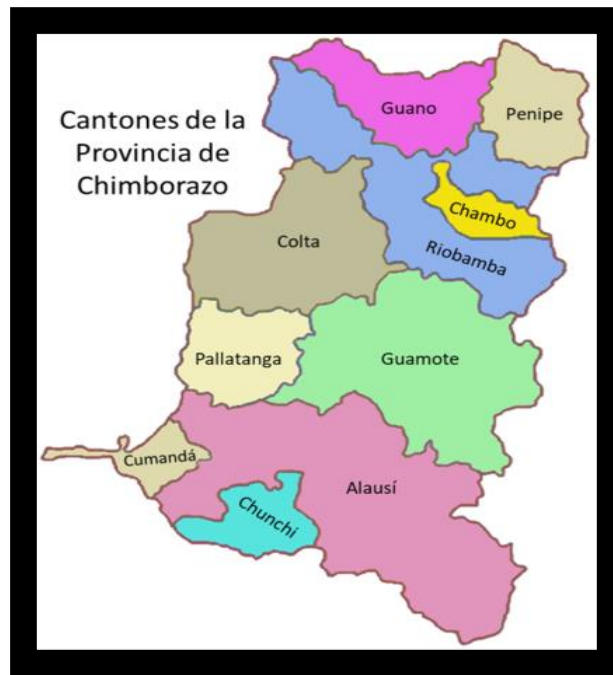 Cantones de la
Provincia de
Chimborazo
Guano
Penipe
Chambo
Colta
Riobamba
Pallatanga
Guamote
Cumandá
Alausí
Chunchi